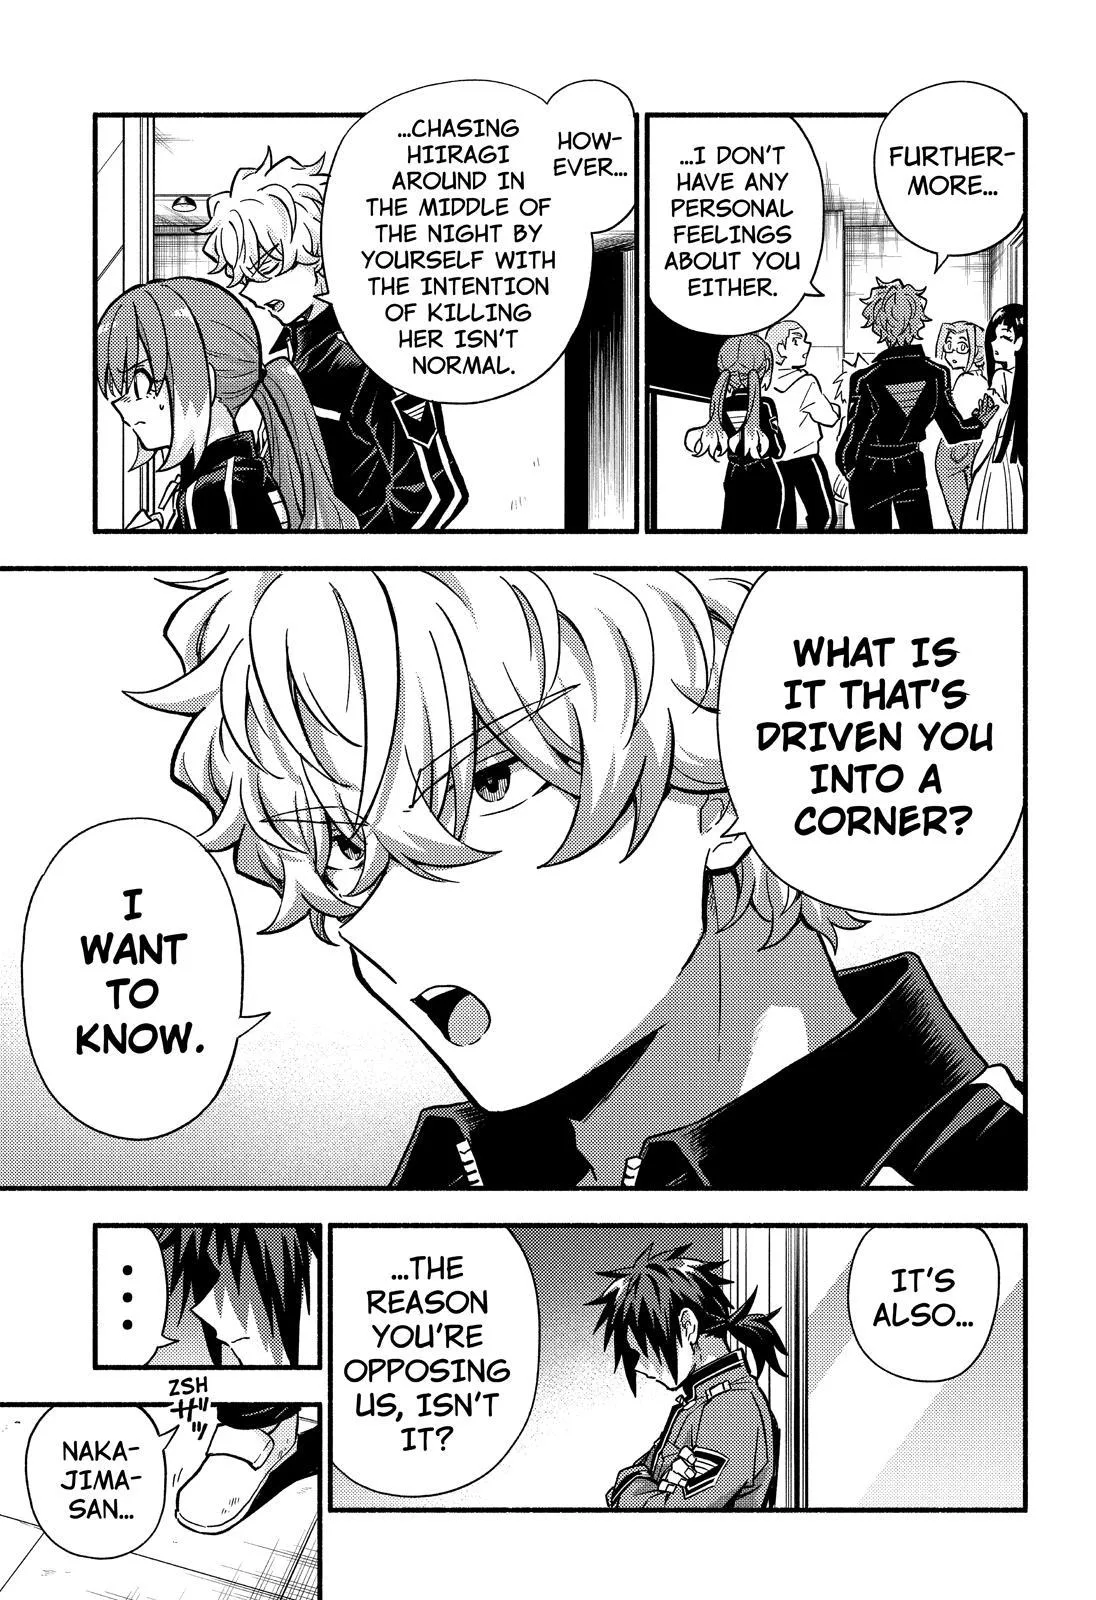 FURTHER-
MORE...
...I DON'T
HAVE ANY
PERSONAL
FEELINGS
ABOUT YOU
EITHER.
HOW-
EVER...
...CHASING
HIIRAGI
AROUND IN
THE MIDDLE OF
THE NIGHT BY
YOURSELF WITH
THE INTENTION
OF KILLING
HER ISN'T
NORMAL.
WHAT IS
IT THAT'S
DRIVEN YOU
INTO A
CORNER?
I
WANT
TO
KNOW.
IT'S
ALSO...
...THE
REASON
YOU'RE
OPPOSING
US, ISN'T
IT?
...
ZSH
ザッ
NAKA-
JIMA-
SAN...